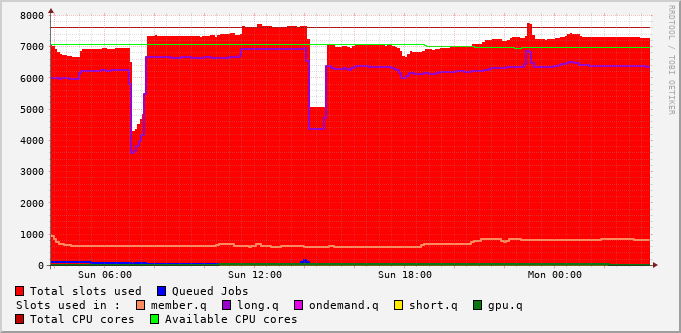 8000
7000
6000
5000
4000
3000
2000
1000
0
Sun 06:00 Sun 12:00 Sun 18:00 Mon 00:00
RRDTOOL / TOBI OETIKER
Total slots used Queued Jobs
Slots used in : member.q long.q ondemand.q short.q gpu.q
Total CPU cores Available CPU cores